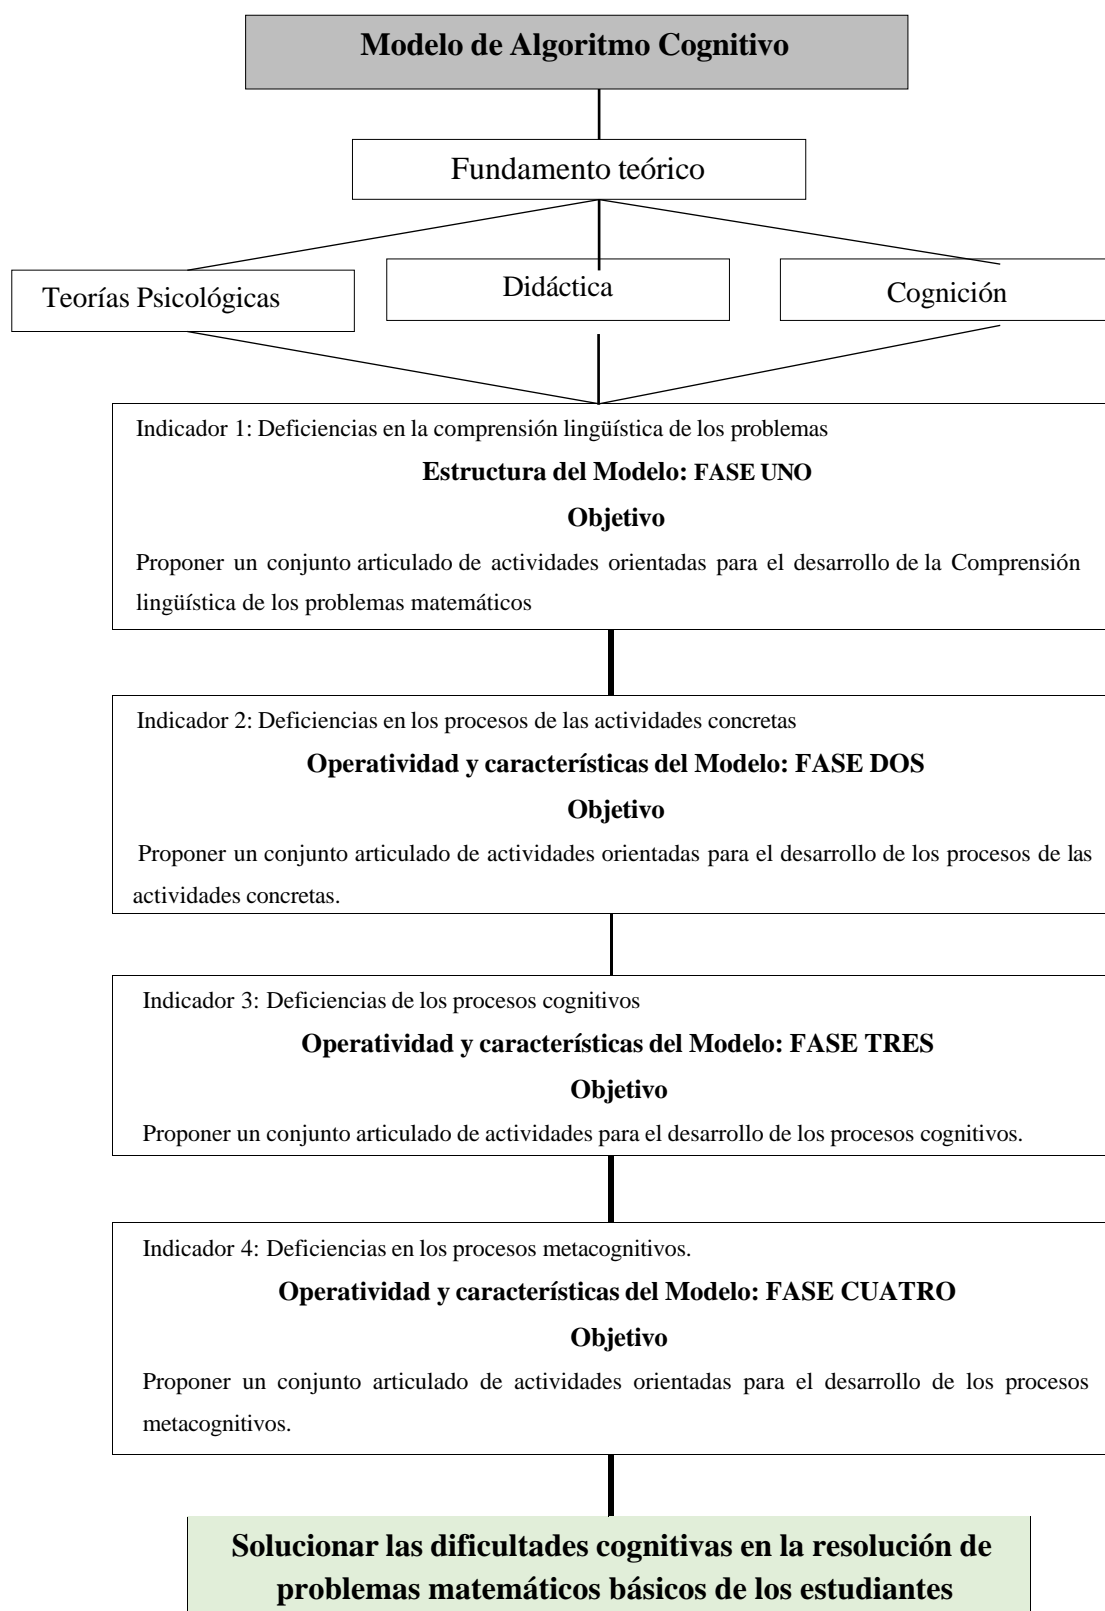 Modelo de Algoritmo Cognitivo
Fundamento teórico
Teorías Psicológicas
Didáctica
Cognición
Indicador 1: Deficiencias en la comprensión lingüística de los problemas
Estructura del Modelo: FASE UNO
Objetivo
Proponer un conjunto articulado de actividades orientadas para el desarrollo de la Comprensión
lingüística de los problemas matemáticos
Indicador 2: Deficiencias en los procesos de las actividades concretas
Operatividad y características del Modelo: FASE DOS
Objetivo
Proponer un conjunto articulado de actividades orientadas para el desarrollo de los procesos de las
actividades concretas.
Indicador 3: Deficiencias de los procesos cognitivos
Operatividad y características del Modelo: FASE TRES
Objetivo
Proponer un conjunto articulado de actividades para el desarrollo de los procesos cognitivos.
Indicador 4: Deficiencias en los procesos metacognitivos.
Operatividad y características del Modelo: FASE CUATRO
Objetivo
Proponer un conjunto articulado de actividades orientadas para el desarrollo de los procesos
metacognitivos.
Solucionar las dificultades cognitivas en la resolución de
problemas matemáticos básicos de los estudiantes